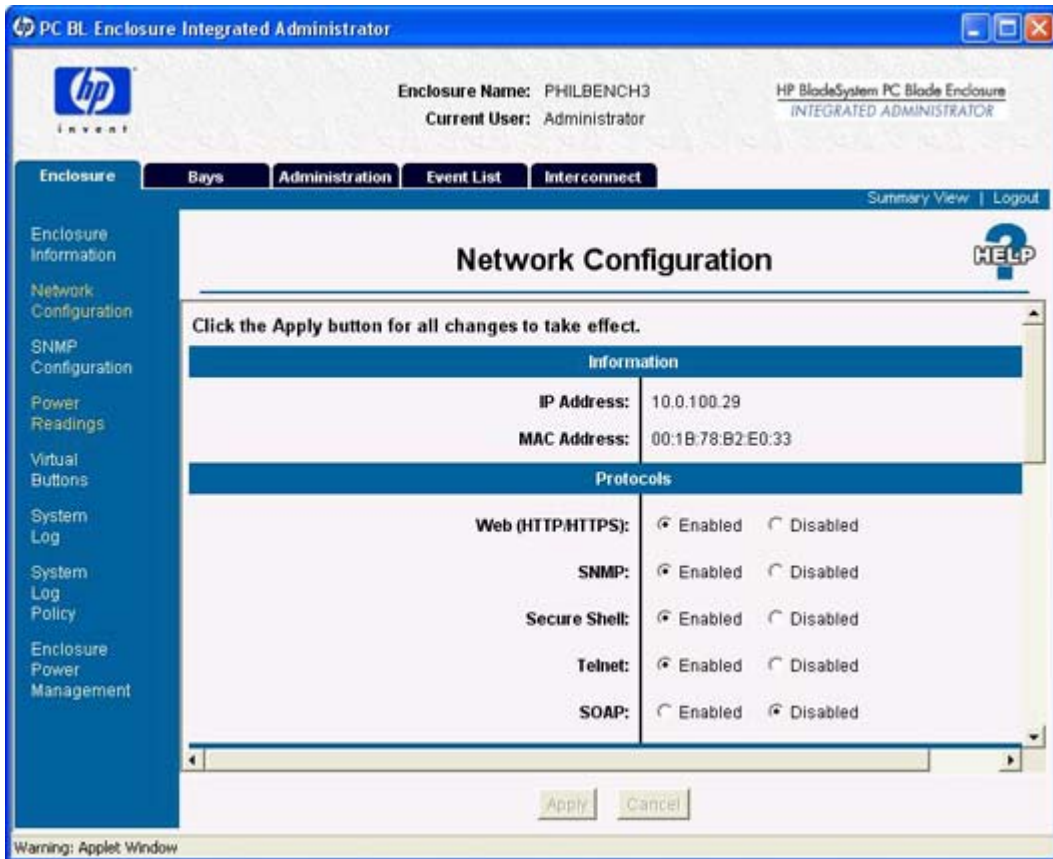 PC BL Enclosure Integrated Administrator
hp
invent
Enclosure Name: PHILBENCH3
Current User: Administrator
HP BladeSystem PC Blade Enclosure
INTEGRATED ADMINISTRATOR
Enclosure Bays Administration Event List Interconnect
Summary View | Logout
Enclosure
Information
Network
Configuration
SNMP
Configuration
Power
Readings
Virtual
Buttons
System
Log
System
Log
Policy
Enclosure
Power
Management
Network Configuration
? HELP
Click the Apply button for all changes to take effect.
Information
IP Address: 10.0.100.29
MAC Address: 00:1B:78:B2:E0:33
Protocols
Web (HTTP/HTTPS): Enabled Disabled
SNMP: Enabled Disabled
Secure Shell: Enabled Disabled
Telnet: Enabled Disabled
SOAP: Enabled Disabled
Apply Cancel
Warning: Applet Window